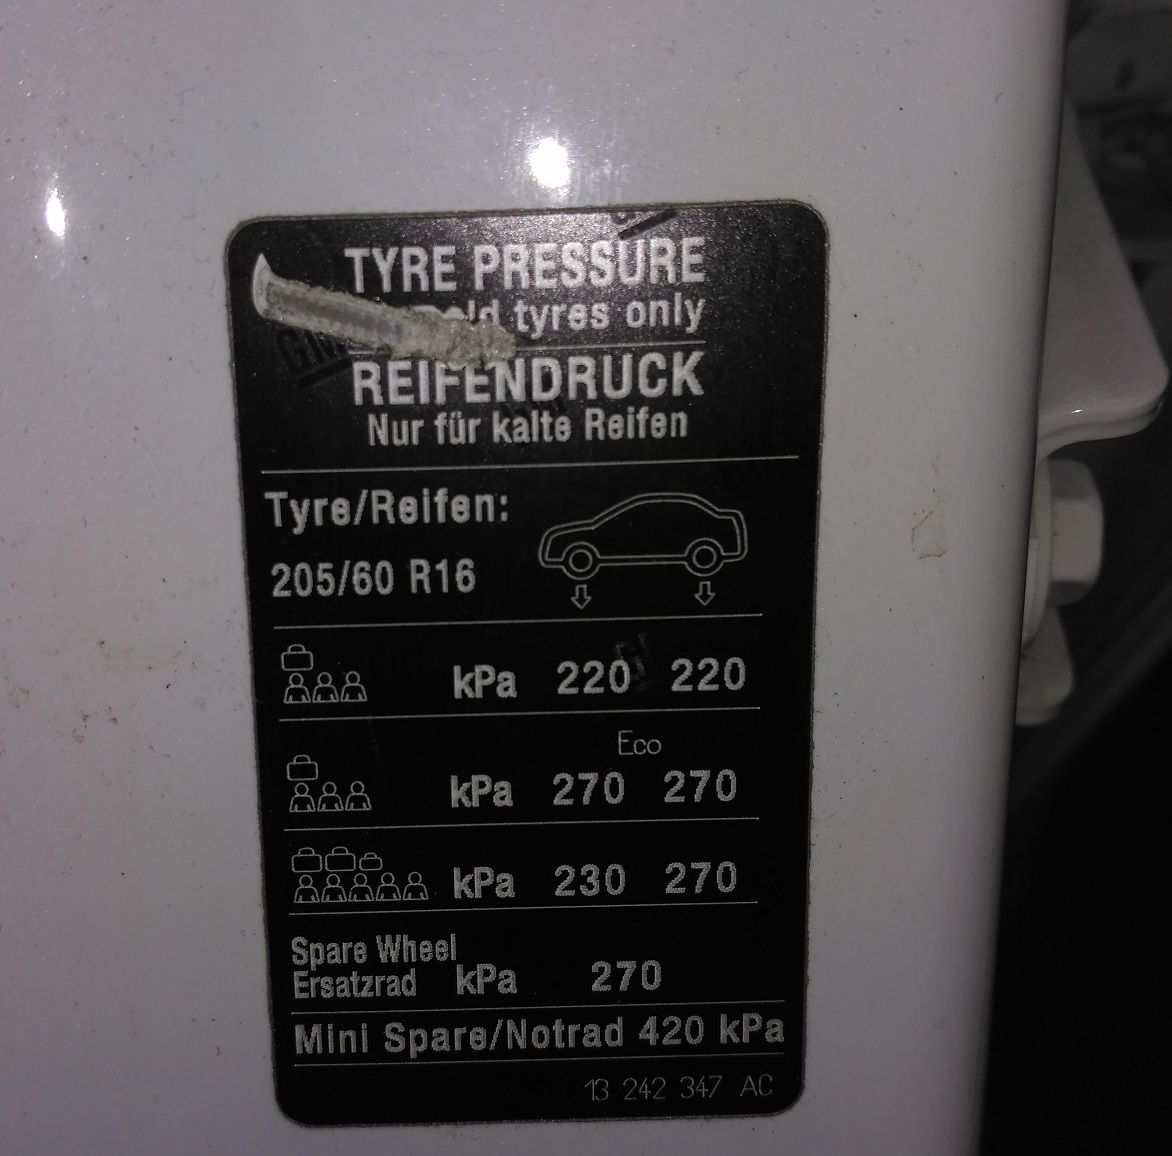 TYRE PRESSURE
tyres only
REIFENDRUCK
Nur für kalte Reifen
Tyre/Reifen:
205/60 R16
kPa 220 220
Eco
kPa 270 270
kPa 230 270
Spare Wheel
Ersatzrad kPa 270
Mini Spare/Notrad 420 kPa
13 242 347 AC